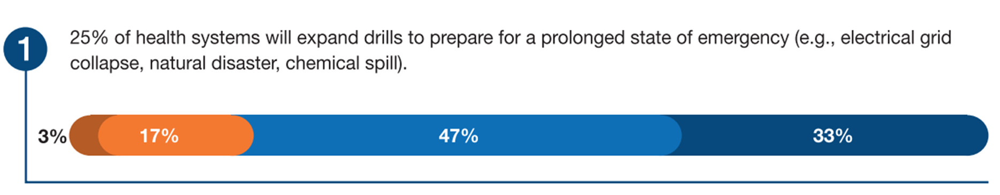 1
25% of health systems will expand drills to prepare for a prolonged state of emergency (e.g., electrical grid
collapse, natural disaster, chemical spill).
3% 17% 47% 33%